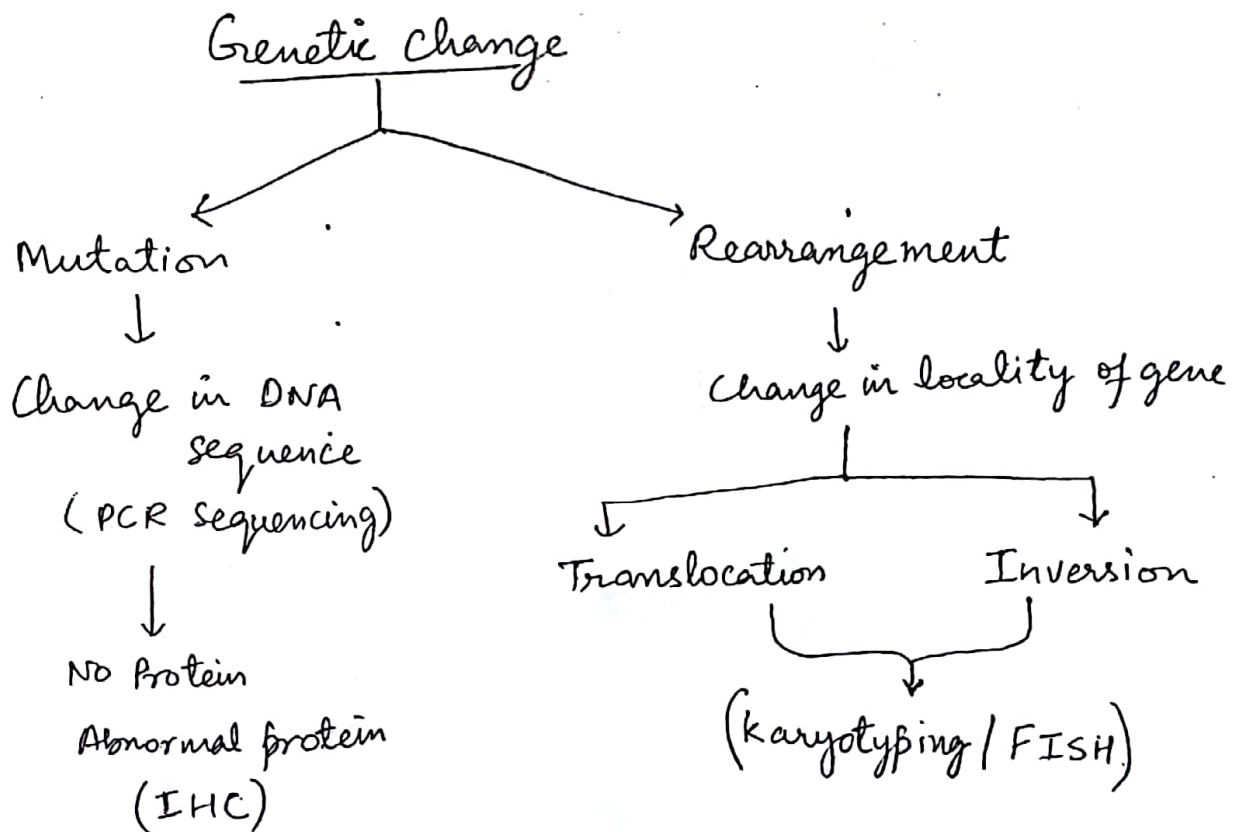 Genetic change
Mutation
Rearrangement
Change in DNA
sequence
(PCR sequencing)
change in locality of gene
Translocation
Inversion
No Protein
Abnormal protein
(IHC)
(karyotyping / FISH)